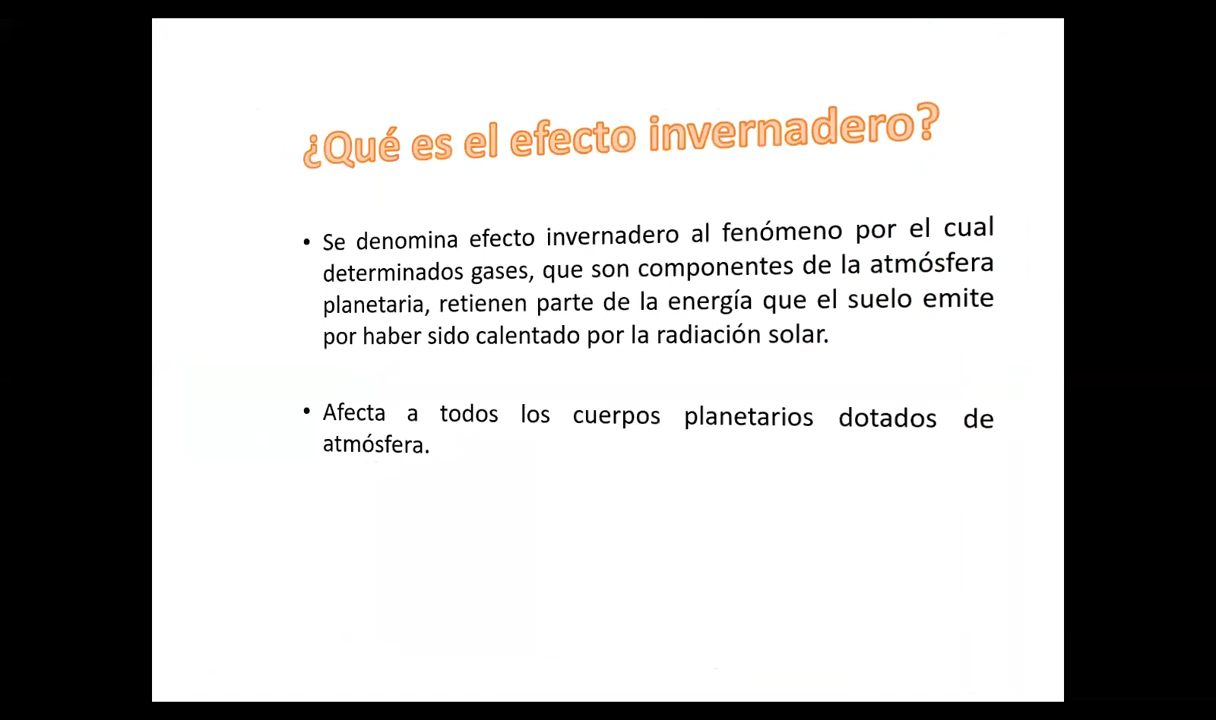 ¿Qué es el efecto invernadero?
• Se denomina efecto invernadero al fenómeno por el cual
determinados gases, que son componentes de la atmósfera
planetaria, retienen parte de la energía que el suelo emite
por haber sido calentado por la radiación solar.
• Afecta a todos los cuerpos planetarios dotados de
atmósfera.